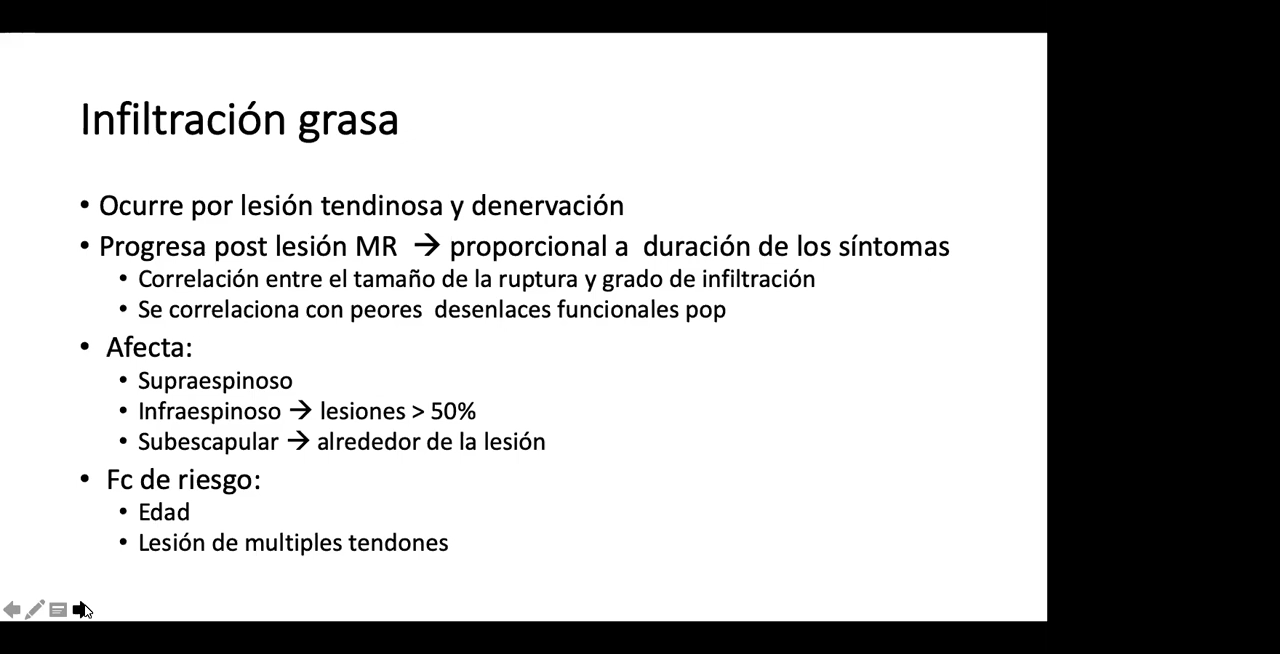 Infiltración grasa
• Ocurre por lesión tendinosa y denervación
• Progresa post lesión MR → proporcional a duración de los síntomas
• Correlación entre el tamaño de la ruptura y grado de infiltración
• Se correlaciona con peores desenlaces funcionales pop
• Afecta:
• Supraespinoso
• Infraespinoso → lesiones > 50%
• Subescapular → alrededor de la lesión
• Fc de riesgo:
• Edad
• Lesión de multiples tendones